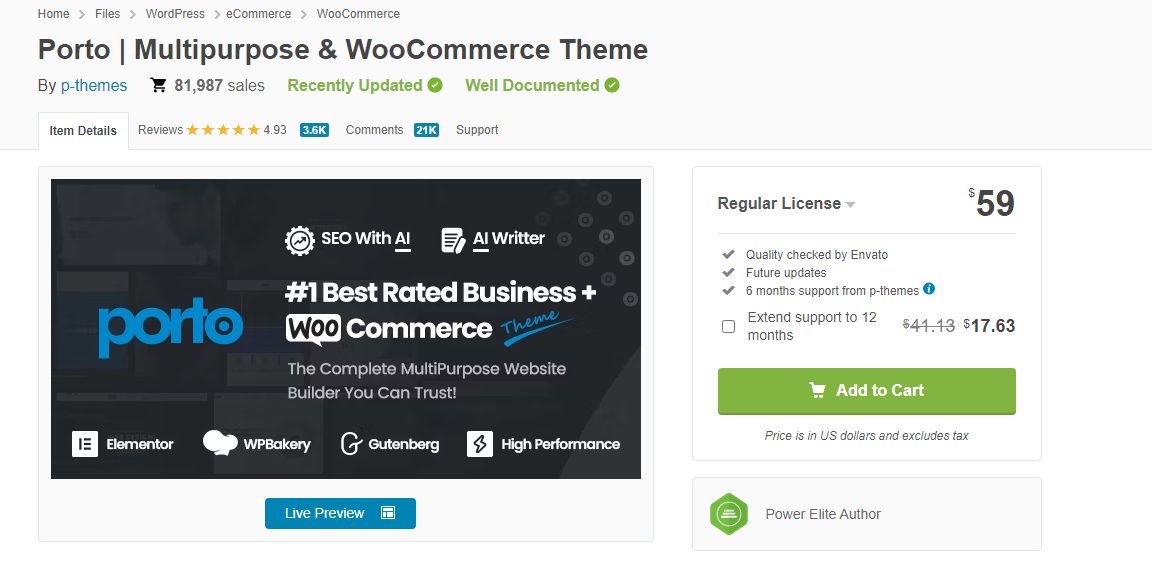 Home > Files > WordPress > eCommerce > WooCommerce
Porto | Multipurpose & WooCommerce Theme
By p-themes 81,987 sales Recently Updated Well Documented
Item Details Reviews 4.93 3.6K Comments 21K Support
SEO With AI AI Writter
#1 Best Rated Business +
Woo Commerce Theme
porto
The Complete MultiPurpose Website
Builder You Can Trust!
Elementor WPBakery Gutenberg High Performance
Live Preview
Regular License $59
Quality checked by Envato
Future updates
6 months support from p-themes
Extend support to 12
months
$41.13 $17.63
Add to Cart
Price is in US dollars and excludes tax
Power Elite Author